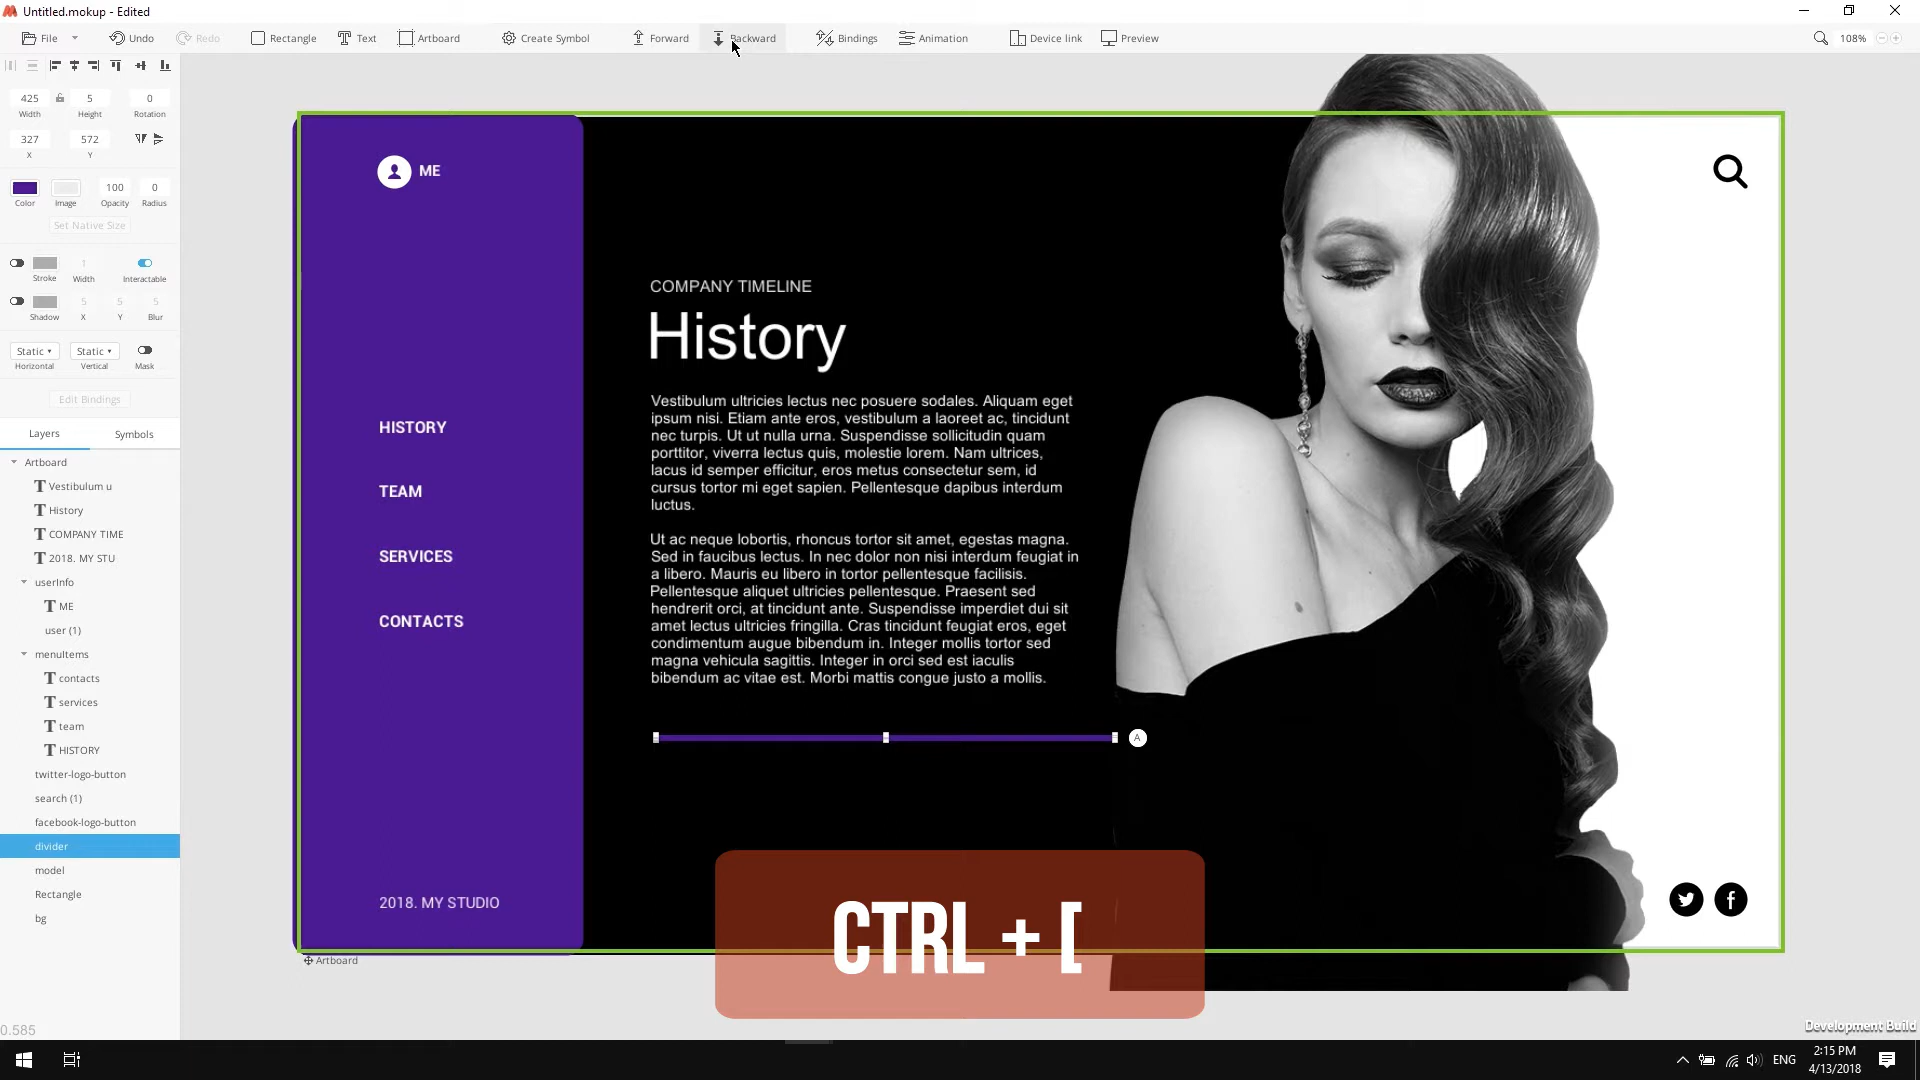 Untitled.mokup - Edited
File
Undo
Redo
Rectangle
Text
Artboard
Create Symbol
Forward
Backward
Bindings
Animation
Device link
Preview
108%
425
5
0
Width
Height
Rotation
327
572
X
Y
100
0
Color
Image
Opacity
Radius
Set Native Size
1
Stroke
Width
Interactable
5
5
5
Shadow
X
Y
Blur
Static
Static
Horizontal
Vertical
Mask
Edit Bindings
Layers
Symbols
Artboard
T Vestibulum u
T History
T COMPANY TIME
T 2018. MY STU
userInfo
T ME
user (1)
menuItems
T contacts
T services
T team
T HISTORY
twitter-logo-button
search (1)
facebook-logo-button
divider
model
Rectangle
bg
0.585
ME
HISTORY
TEAM
SERVICES
CONTACTS
2018. MY STUDIO
Artboard
COMPANY TIMELINE
History
Vestibulum ultricies lectus nec posuere sodales. Aliquam eget
ipsum nisi. Etiam ante eros, vestibulum a laoreet ac, tincidunt
nec turpis. Ut ut nulla urna. Suspendisse sollicitudin quam
porttitor, viverra lectus quis, molestie lorem. Nam ultrices,
lacus id semper efficitur, eros metus consectetur sem, id
cursus tortor mi eget sapien. Pellentesque dapibus interdum
luctus.
Ut ac neque lobortis, rhoncus tortor sit amet, egestas magna.
Sed in faucibus lectus. In nec dolor non nisi interdum feugiat in
a libero. Mauris eu libero in tortor pellentesque facilisis.
Pellentesque aliquet ultricies pellentesque. Praesent sed
hendrerit orci, at tincidunt ante. Suspendisse imperdiet dui sit
amet lectus ultricies fringilla. Cras tincidunt feugiat eros, eget
condimentum augue bibendum in. Integer mollis tortor sed
magna vehicula sagittis. Integer in orci sed est iaculis
bibendum ac vitae est. Morbi mattis congue justo a mollis.
A
CTRL + [
Development Build
ENG
2:15 PM
4/13/2018